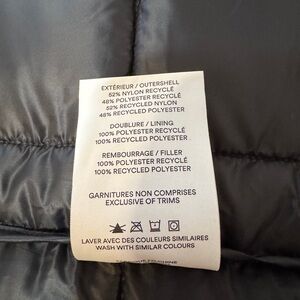 EXTÉRIEUR / OUTERSHELL
52% NYLON RECYCLÉ
48% POLYESTER RECYCLÉ
52% RECYCLED NYLON
48% RECYCLED POLYESTER
DOUBLURE / LINING
100% POLYESTER RECYCLÉ
100% RECYCLED POLYESTER
REMBOURRAGE / FILLER
100% POLYESTER RECYCLÉ
100% RECYCLED POLYESTER
GARNITURES NON COMPRISES
EXCLUSIVE OF TRIMS
LAVER AVEC DES COULEURS SIMILAIRES
WASH WITH SIMILAR COLOURS